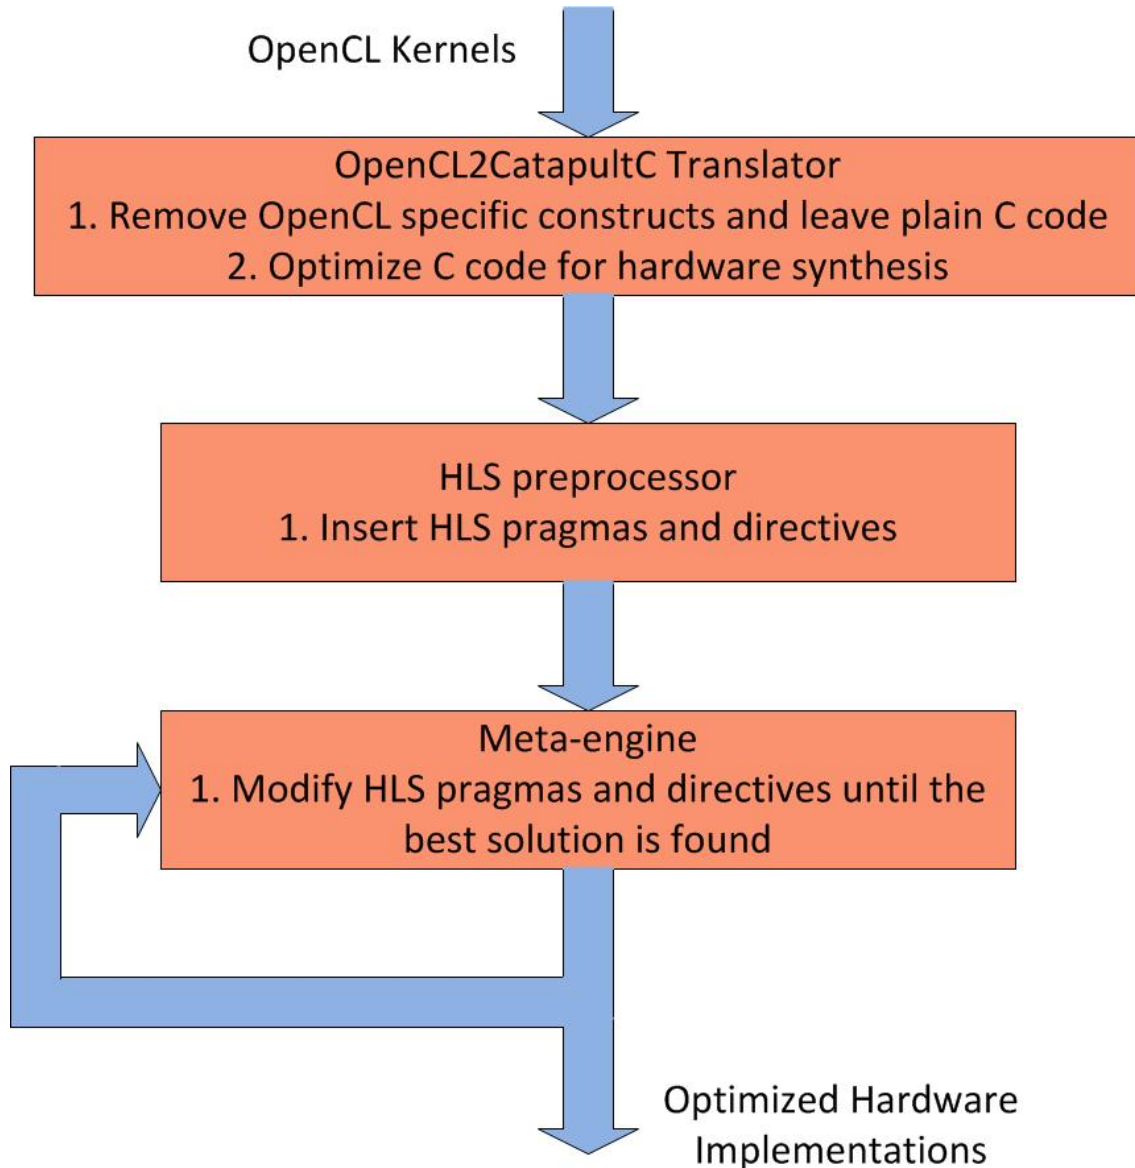 OpenCL Kernels
OpenCL2CatapultC Translator
1. Remove OpenCL specific constructs and leave plain C code
2. Optimize C code for hardware synthesis
HLS preprocessor
1. Insert HLS pragmas and directives
Meta-engine
1. Modify HLS pragmas and directives until the
best solution is found
Optimized Hardware
Implementations